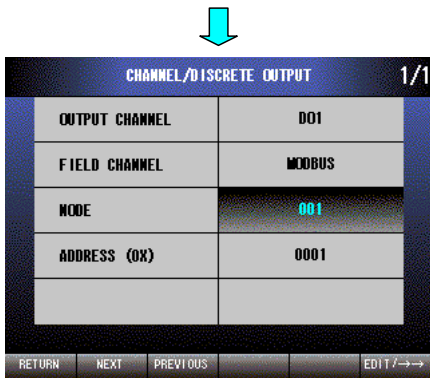 CHANNEL/DISCRETE OUTPUT 1/1
OUTPUT CHANNEL DO1
FIELD CHANNEL MODBUS
NODE 001
ADDRESS (0X) 0001
RETURN NEXT PREVIOUS EDIT/→→